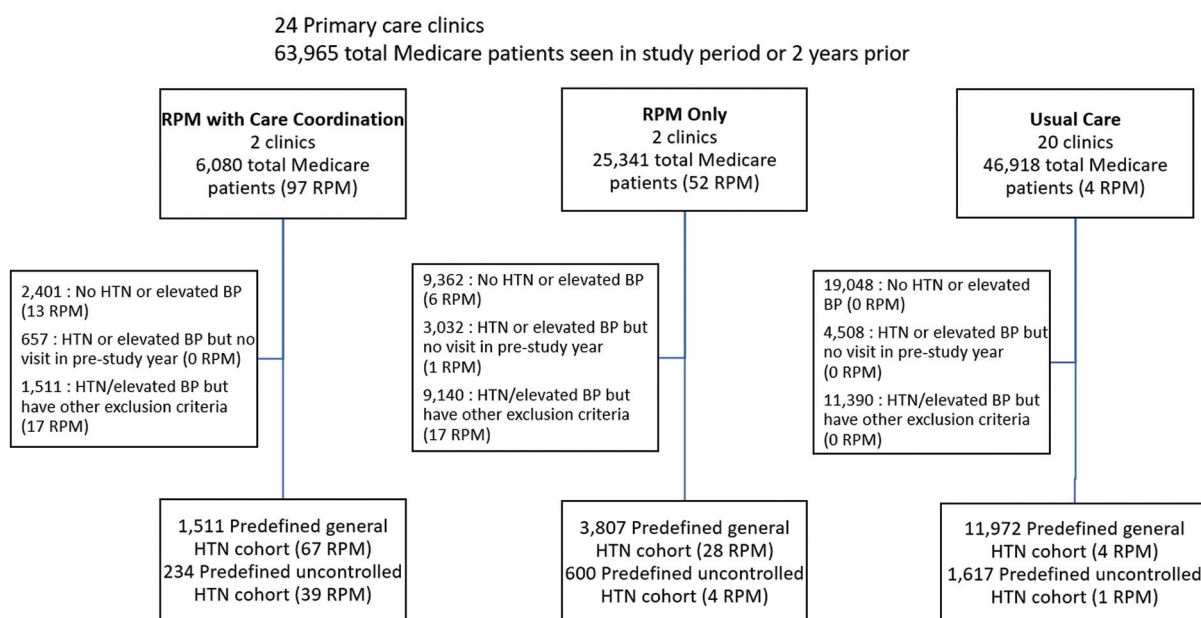 24 Primary care clinics
63,965 total Medicare patients seen in study period or 2 years prior
RPM with Care Coordination
2 clinics
6,080 total Medicare
patients (97 RPM)
RPM Only
2 clinics
25,341 total Medicare
patients (52 RPM)
Usual Care
20 clinics
46,918 total Medicare
patients (4 RPM)
2,401 : No HTN or elevated BP
(13 RPM)
657 : HTN or elevated BP but no
visit in pre-study year (0 RPM)
1,511 : HTN/elevated BP but
have other exclusion criteria
(17 RPM)
9,362 : No HTN or elevated BP
(6 RPM)
3,032 : HTN or elevated BP but
no visit in pre-study year
(1 RPM)
9,140 : HTN/elevated BP but
have other exclusion criteria
(17 RPM)
19,048 : No HTN or elevated
BP (0 RPM)
4,508 : HTN or elevated BP but
no visit in pre-study year
(0 RPM)
11,390 : HTN/elevated BP but
have other exclusion criteria
(0 RPM)
1,511 Predefined general
HTN cohort (67 RPM)
234 Predefined uncontrolled
HTN cohort (39 RPM)
3,807 Predefined general
HTN cohort (28 RPM)
600 Predefined uncontrolled
HTN cohort (4 RPM)
11,972 Predefined general
HTN cohort (4 RPM)
1,617 Predefined uncontrolled
HTN cohort (1 RPM)